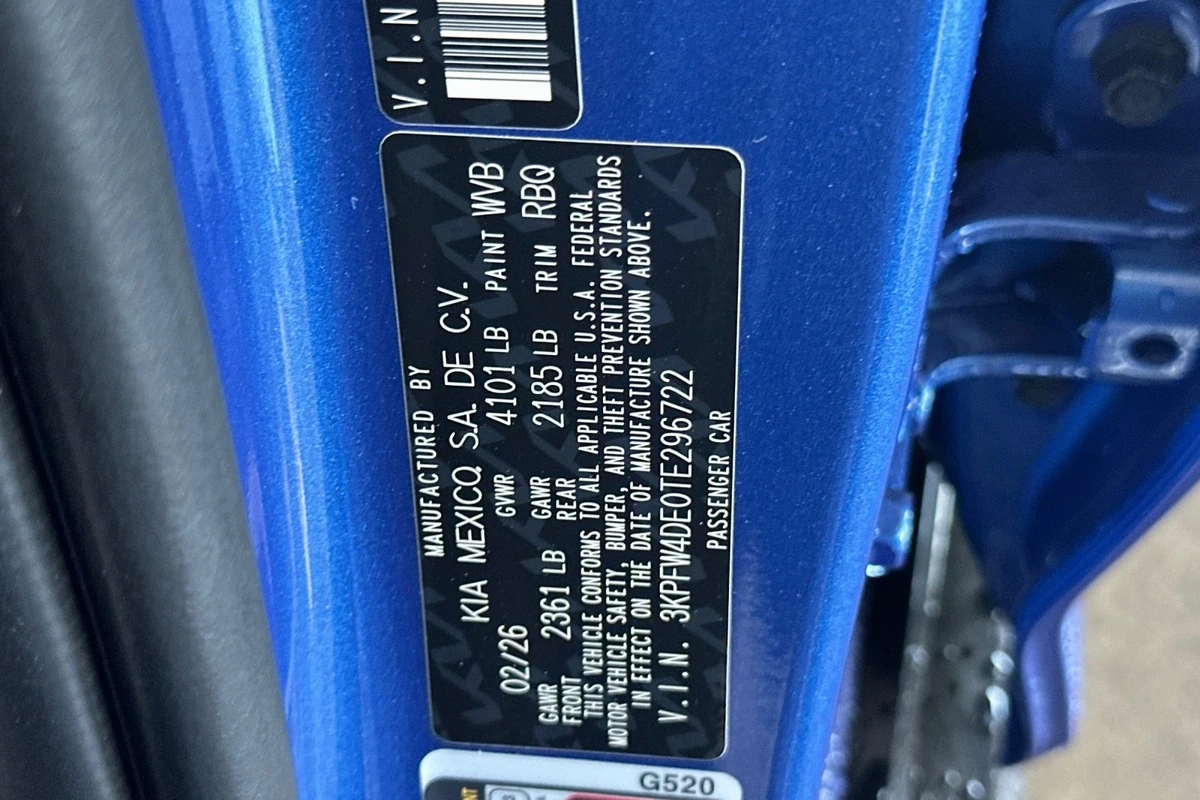 V.I.N
MANUFACTURED BY
KIA MEXICO, S.A. DE C.V.
02/26 GVWR 4101 LB PAINT WVB
GAWR FRONT 2361 LB GAWR REAR 2185 LB TRIM RBQ
THIS VEHICLE CONFORMS TO ALL APPLICABLE U.S.A. FEDERAL
MOTOR VEHICLE SAFETY, BUMPER, AND THEFT PREVENTION STANDARDS
IN EFFECT ON THE DATE OF MANUFACTURE SHOWN ABOVE.
V.I.N. 3KPFW4DE0TE296722
PASSENGER CAR
G520